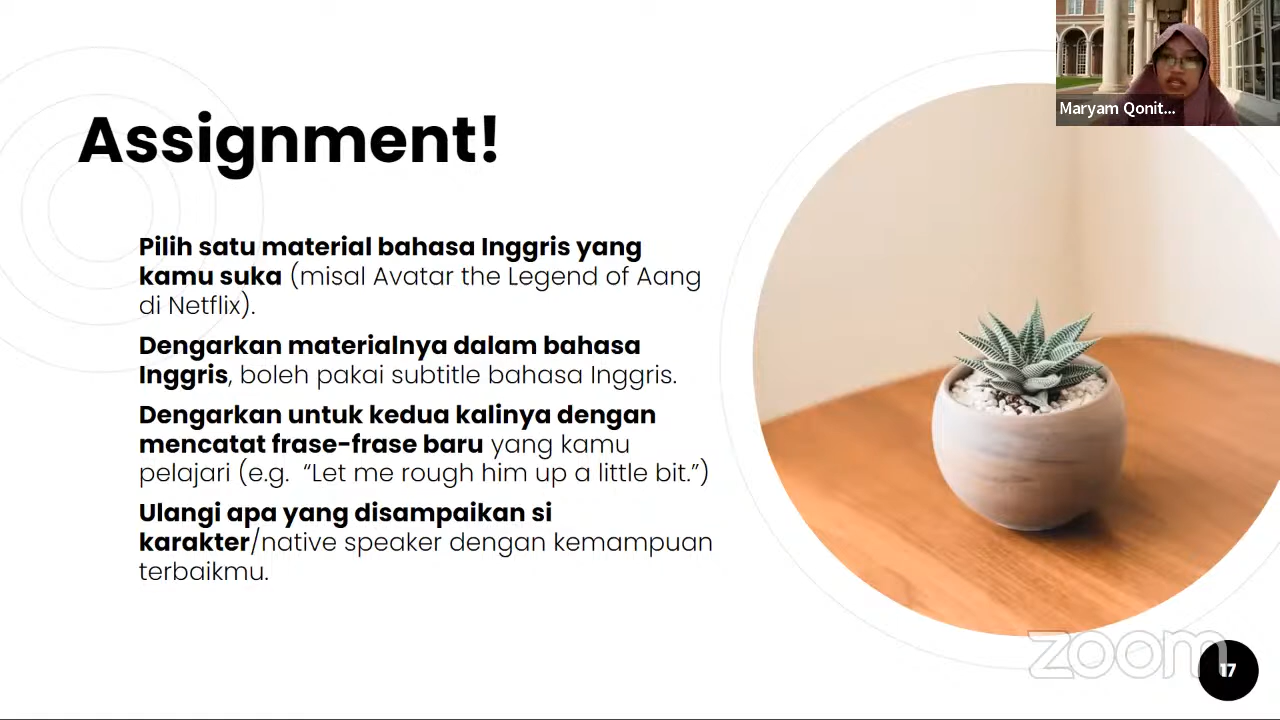 Maryam Qonit...
Assignment!
Pilih satu material bahasa Inggris yang
kamu suka (misal Avatar the Legend of Aang
di Netflix).
Dengarkan materialnya dalam bahasa
Inggris, boleh pakai subtitle bahasa Inggris.
Dengarkan untuk kedua kalinya dengan
mencatat frase-frase baru yang kamu
pelajari (e.g.  “Let me rough him up a little bit.”)
Ulangi apa yang disampaikan si
karakter/native speaker dengan kemampuan
terbaikmu.
zoom
17